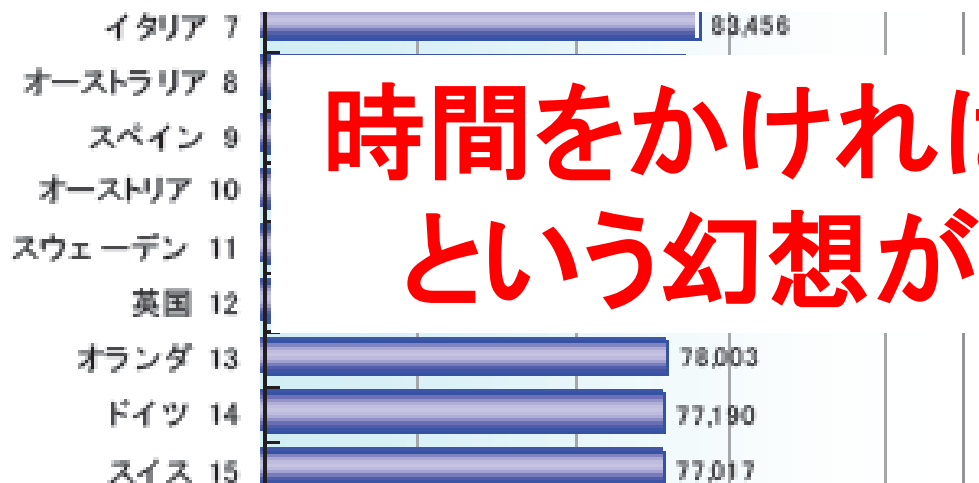 イタリア 7 83,456
オーストラリア 8
スペイン 9
オーストリア 10
スウェーデン 11
英国 12
時間をかければ
という幻想が
オランダ 13 78,003
ドイツ 14 77,190
スイス 15 77,017